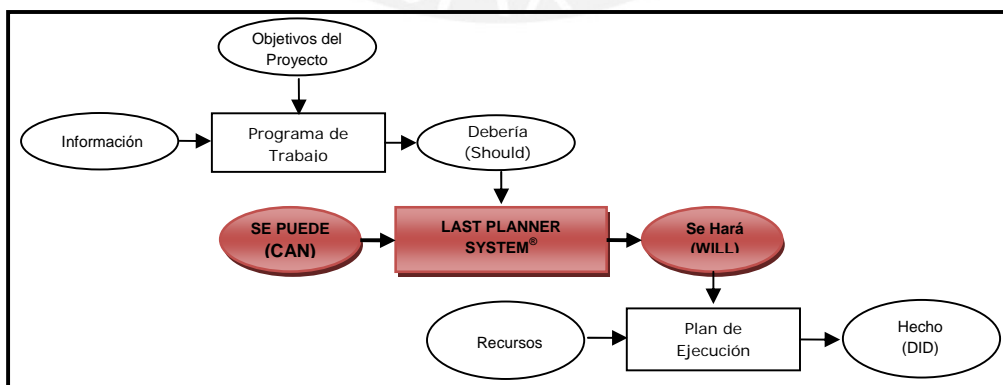 Objetivos del
Proyecto
Información
Programa de
Trabajo
Debería
(Should)
SE PUEDE
(CAN)
LAST PLANNER
SYSTEM®
Se Hará
(WILL)
Recursos
Plan de
Ejecución
Hecho
(DID)